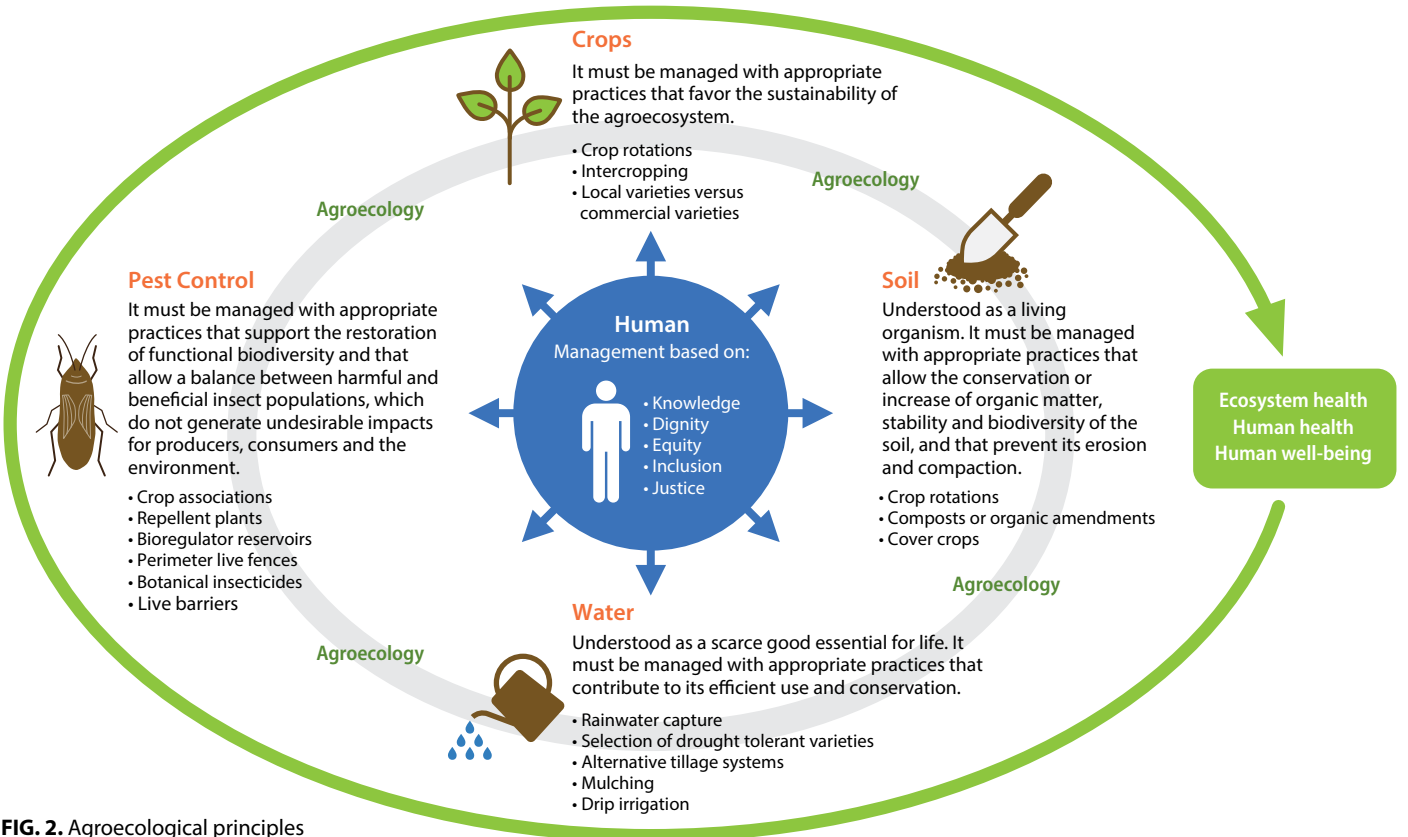 Crops
It must be managed with appropriate
practices that favor the sustainability of
the agroecosystem.
• Crop rotations
• Intercropping
• Local varieties versus
commercial varieties
Agroecology
Agroecology
Pest Control
It must be managed with appropriate
practices that support the restoration
of functional biodiversity and that
allow a balance between harmful and
beneficial insect populations, which
do not generate undesirable impacts
for producers, consumers and the
environment.
• Crop associations
• Repellent plants
• Bioregulator reservoirs
• Perimeter live fences
• Botanical insecticides
• Live barriers
Human
Management based on:
• Knowledge
• Dignity
• Equity
• Inclusion
• Justice
Soil
Understood as a living
organism. It must be managed
with appropriate practices that
allow the conservation or
increase of organic matter,
stability and biodiversity of the
soil, and that prevent its erosion
and compaction.
• Crop rotations
• Composts or organic amendments
• Cover crops
Ecosystem health
Human health
Human well-being
Agroecology
Agroecology
Water
Understood as a scarce good essential for life. It
must be managed with appropriate practices that
contribute to its efficient use and conservation.
• Rainwater capture
• Selection of drought tolerant varieties
• Alternative tillage systems
• Mulching
• Drip irrigation
FIG. 2. Agroecological principles